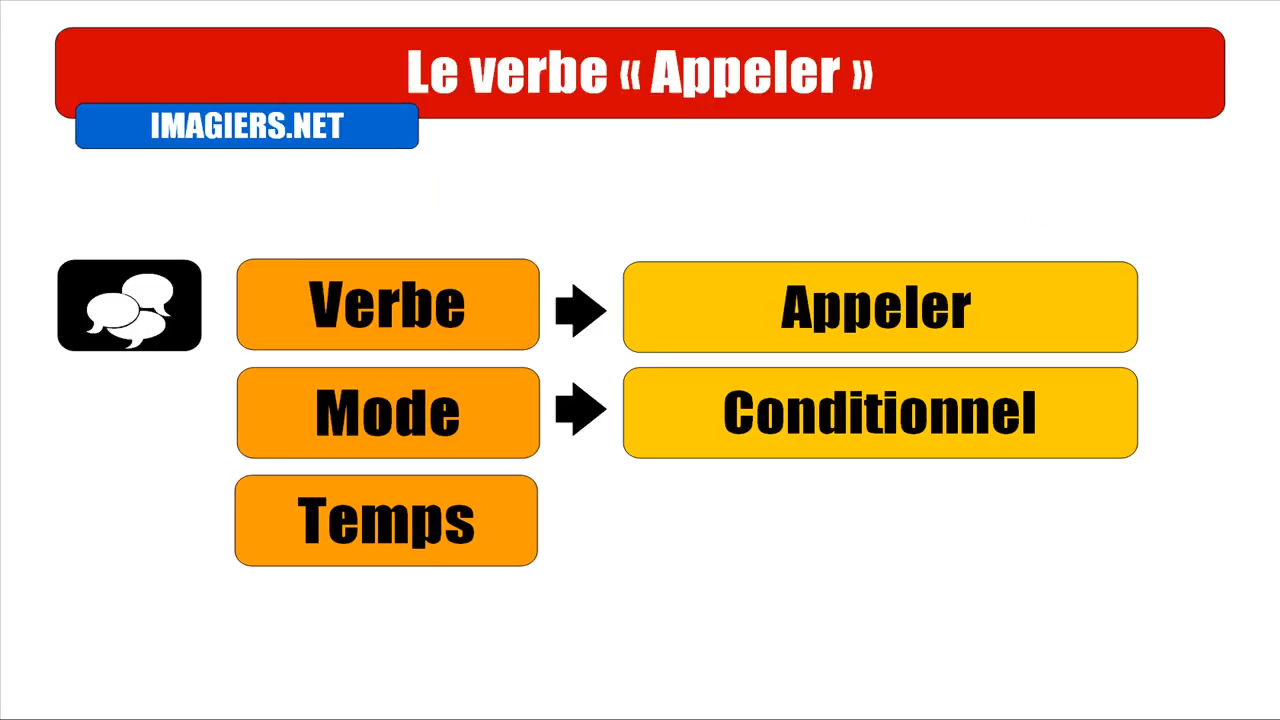 Le verbe « Appeler »
IMAGIERS.NET
Verbe
Appeler
Mode
Conditionnel
Temps